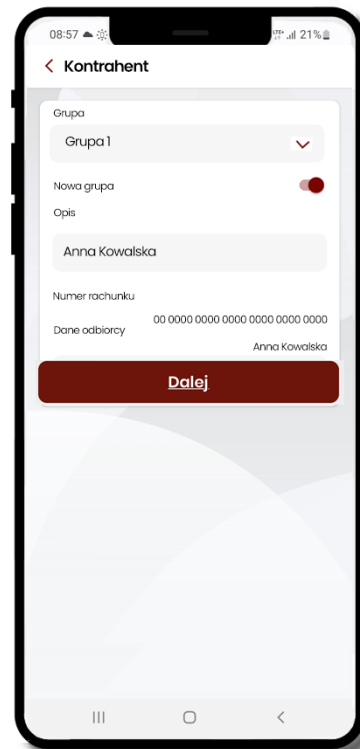 08:57 21%
Kontrahent
Grupa
Grupa 1
Nowa grupa
Opis
Anna Kowalska
Numer rachunku
00 0000 0000 0000 0000 0000 0000
Dane odbiorcy
Anna Kowalska
Dalej